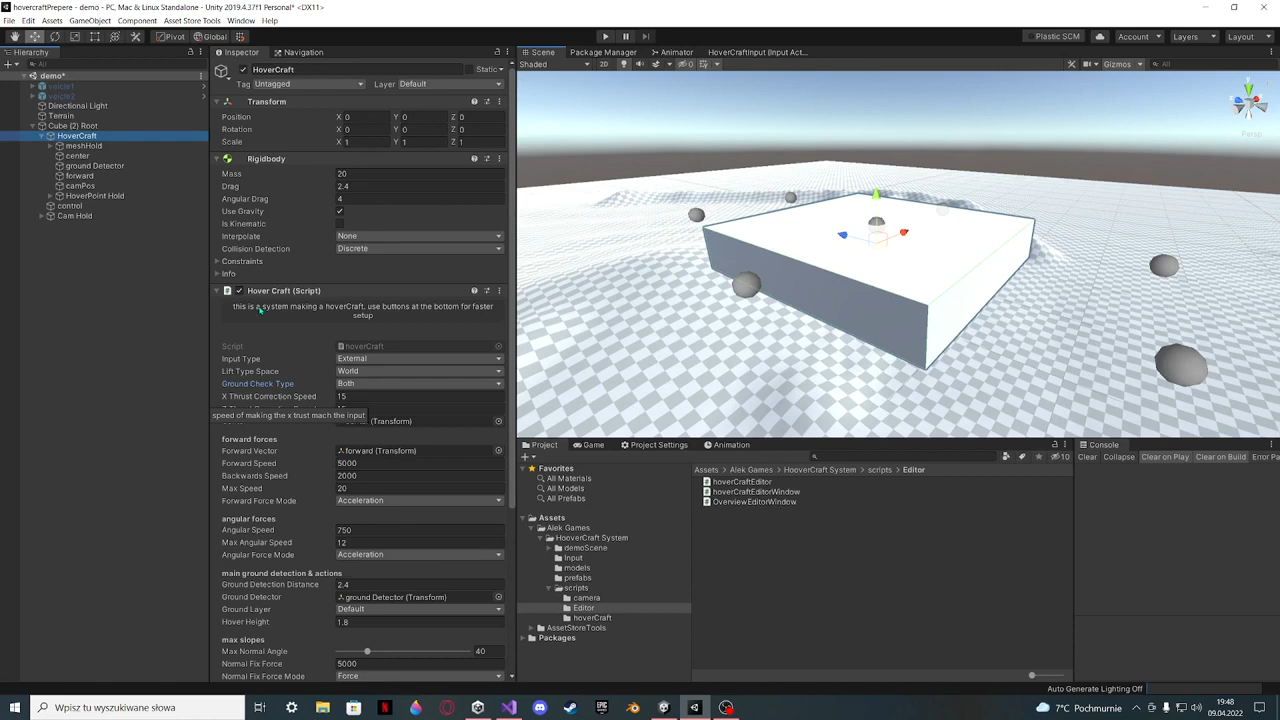 hovercraftPrepere - demo - PC, Mac & Linux Standalone - Unity 2019.4.37f1 Personal* <DX11>
File Edit Assets GameObject Component Asset Store Tools Window Help
Pivot Global Plastic SCM Account Layers Layout
Hierarchy
All
demo*
veicle1
veicle2
Directional Light
Terrain
Cube (2) Root
HoverCraft
meshHold
center
ground Detector
forward
camPos
HoverPoint Hold
control
Cam Hold
Inspector Navigation
HoverCraft Static
Tag Untagged Layer Default
Transform
Position X 0 Y 0 Z 0
Rotation X 0 Y 0 Z 0
Scale X 1 Y 1 Z 1
Rigidbody
Mass 20
Drag 2.4
Angular Drag 4
Use Gravity
Is Kinematic
Interpolate None
Collision Detection Discrete
Constraints
Info
Hover Craft (Script)
this is a system making a hoverCraft. use buttons at the bottom for faster
setup
Script hoverCraft
Input Type External
Lift Type Space World
Ground Check Type Both
X Thrust Correction Speed 15
speed of making the x trust mach the input
(Transform)
forward forces
Forward Vector forward (Transform)
Forward Speed 5000
Backwards Speed 2000
Max Speed 20
Forward Force Mode Acceleration
angular forces
Angular Speed 750
Max Angular Speed 12
Angular Force Mode Acceleration
main ground detection & actions
Ground Detection Distance 2.4
Ground Detector ground Detector (Transform)
Ground Layer Default
Hover Height 1.8
max slopes
Max Normal Angle 40
Normal Fix Force 5000
Normal Fix Force Mode Force
Scene Package Manager Animator HoverCraftInput (Input Act...
Shaded 2D 0 Gizmos All
Persp
Project Game Project Settings Animation
10
Favorites
All Materials
All Models
All Prefabs
Assets
Alek Games
HooverCraft System
demoScene
Input
models
prefabs
scripts
camera
Editor
hoverCraft
AssetStoreTools
Packages
Assets > Alek Games > HooverCraft System > scripts > Editor
hoverCraftEditor
hoverCraftEditorWindow
OverviewEditorWindow
Console
Clear Collapse Clear on Play Clear on Build Error Pa
Auto Generate Lighting Off
Wpisz tu wyszukiwane słowa
7°C Pochmurnie
19:48
09.04.2022